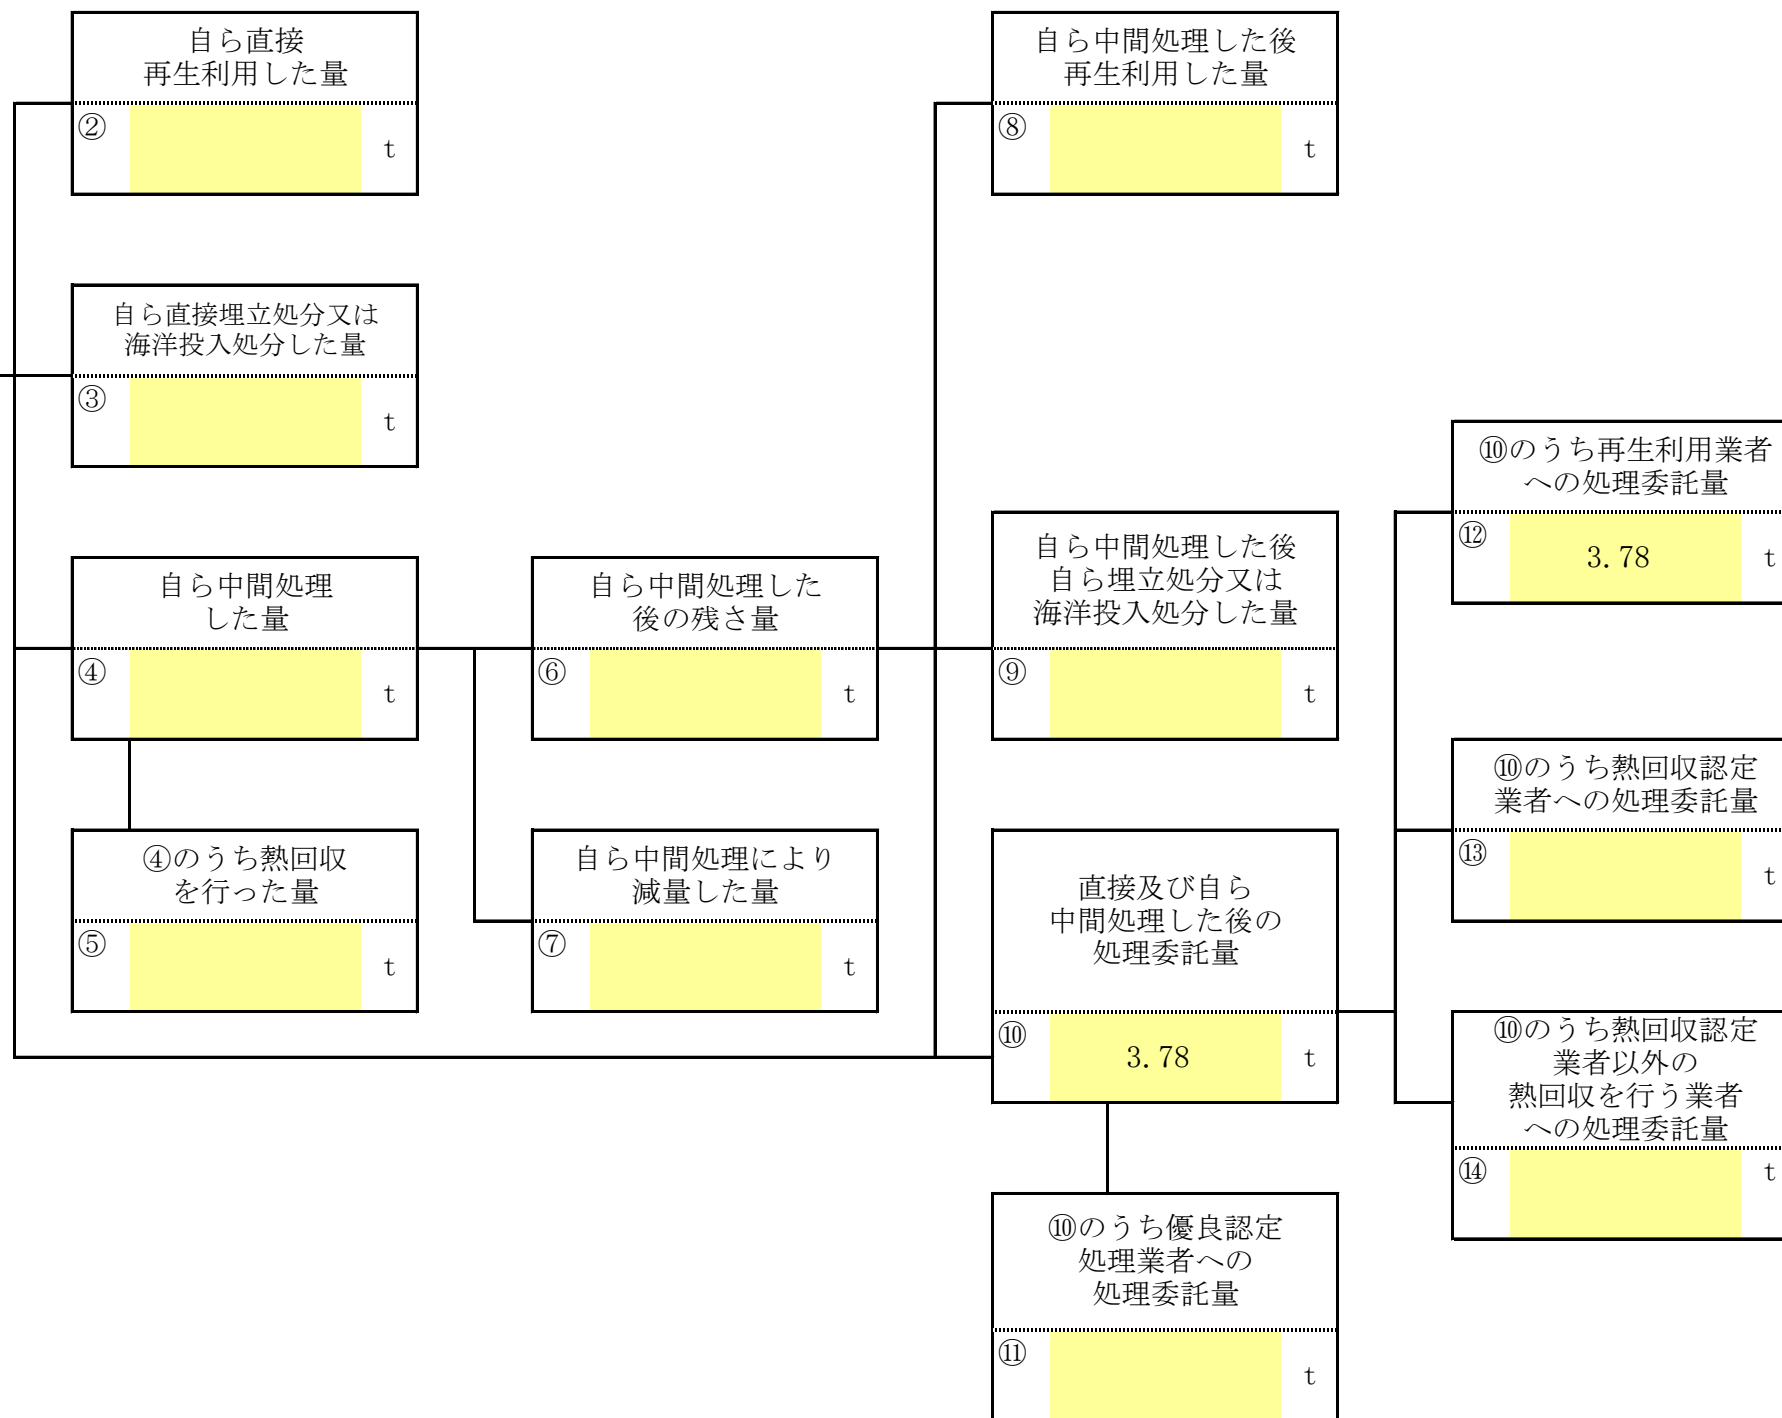 自ら直接
再生利用した量
②
t
自ら中間処理した後
再生利用した量
⑧
t
自ら直接埋立処分又は
海洋投入処分した量
③
t
⑩のうち再生利用業者
への処理委託量
⑫
3.78
t
自ら中間処理
した量
④
t
自ら中間処理した
後の残さ量
⑥
t
自ら中間処理した後
自ら埋立処分又は
海洋投入処分した量
⑨
t
⑩のうち熱回収認定
業者への処理委託量
⑬
t
④のうち熱回収
を行った量
⑤
t
自ら中間処理により
減量した量
⑦
t
直接及び自ら
中間処理した後の
処理委託量
⑩
3.78
t
⑩のうち熱回収認定
業者以外の
熱回収を行う業者
への処理委託量
⑭
t
⑩のうち優良認定
処理業者への
処理委託量
⑪
t